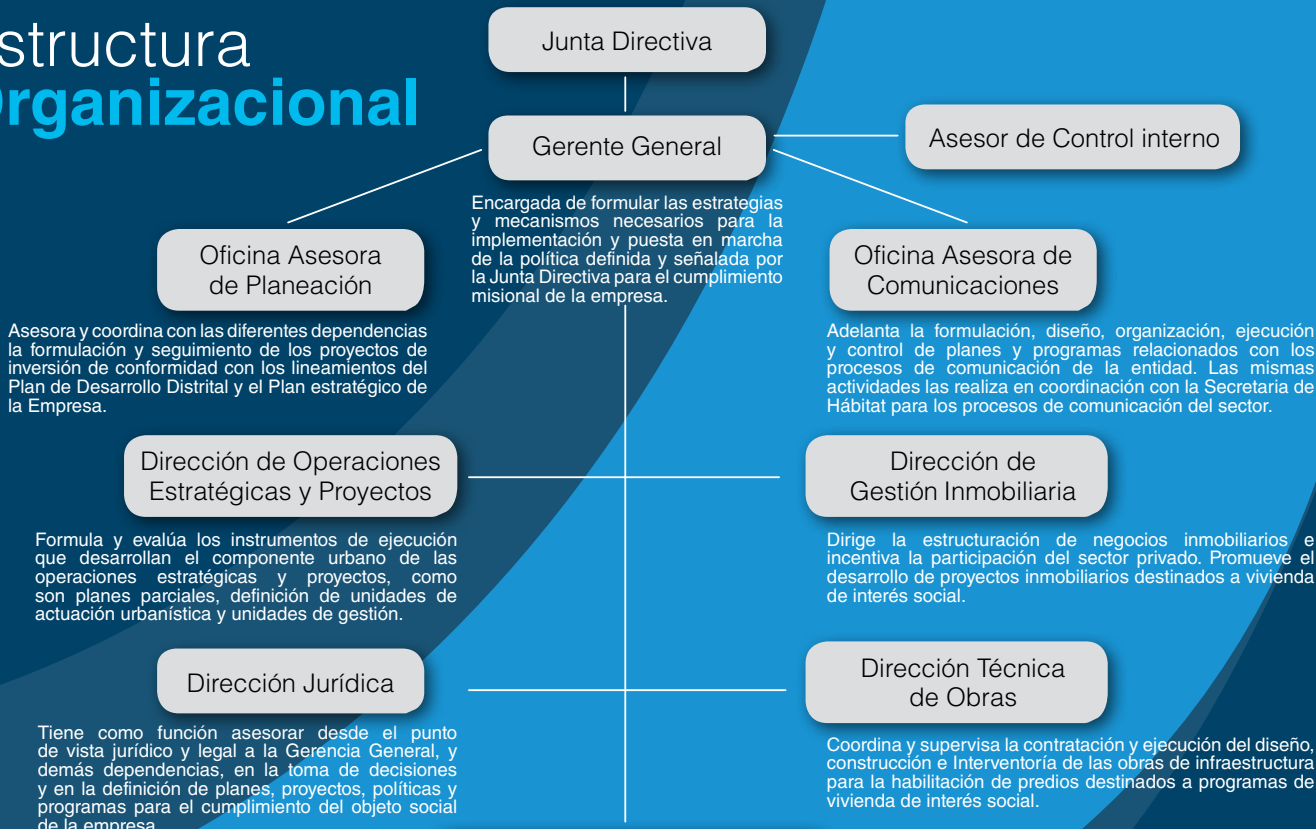 structura
Organizacional
Junta Directiva
Gerente General
Asesor de Control interno
Encargada de formular las estrategias
y mecanismos necesarios para la
implementación y puesta en marcha
de la política definida y señalada por
la Junta Directiva para el cumplimiento
misional de la empresa.
Oficina Asesora
de Planeación
Asesora y coordina con las diferentes dependencias
la formulación y seguimiento de los proyectos de
inversión de conformidad con los lineamientos del
Plan de Desarrollo Distrital y el Plan estratégico de
la Empresa.
Oficina Asesora de
Comunicaciones
Adelanta la formulación, diseño, organización, ejecución
y control de planes y programas relacionados con los
procesos de comunicación de la entidad. Las mismas
actividades las realiza en coordinación con la Secretaria de
Hábitat para los procesos de comunicación del sector.
Dirección de Operaciones
Estratégicas y Proyectos
Formula y evalúa los instrumentos de ejecución
que desarrollan el componente urbano de las
operaciones estratégicas y proyectos, como
son planes parciales, definición de unidades de
actuación urbanística y unidades de gestión.
Dirección de
Gestión Inmobiliaria
Dirige la estructuración de negocios inmobiliarios e
incentiva la participación del sector privado. Promueve el
desarrollo de proyectos inmobiliarios destinados a vivienda
de interés social.
Dirección Jurídica
Tiene como función asesorar desde el punto
de vista jurídico y legal a la Gerencia General, y
demás dependencias, en la toma de decisiones
y en la definición de planes, proyectos, políticas y
programas para el cumplimiento del objeto social
de la empresa.
Dirección Técnica
de Obras
Coordina y supervisa la contratación y ejecución del diseño,
construcción e Interventoría de las obras de infraestructura
para la habilitación de predios destinados a programas de
vivienda de interés social.